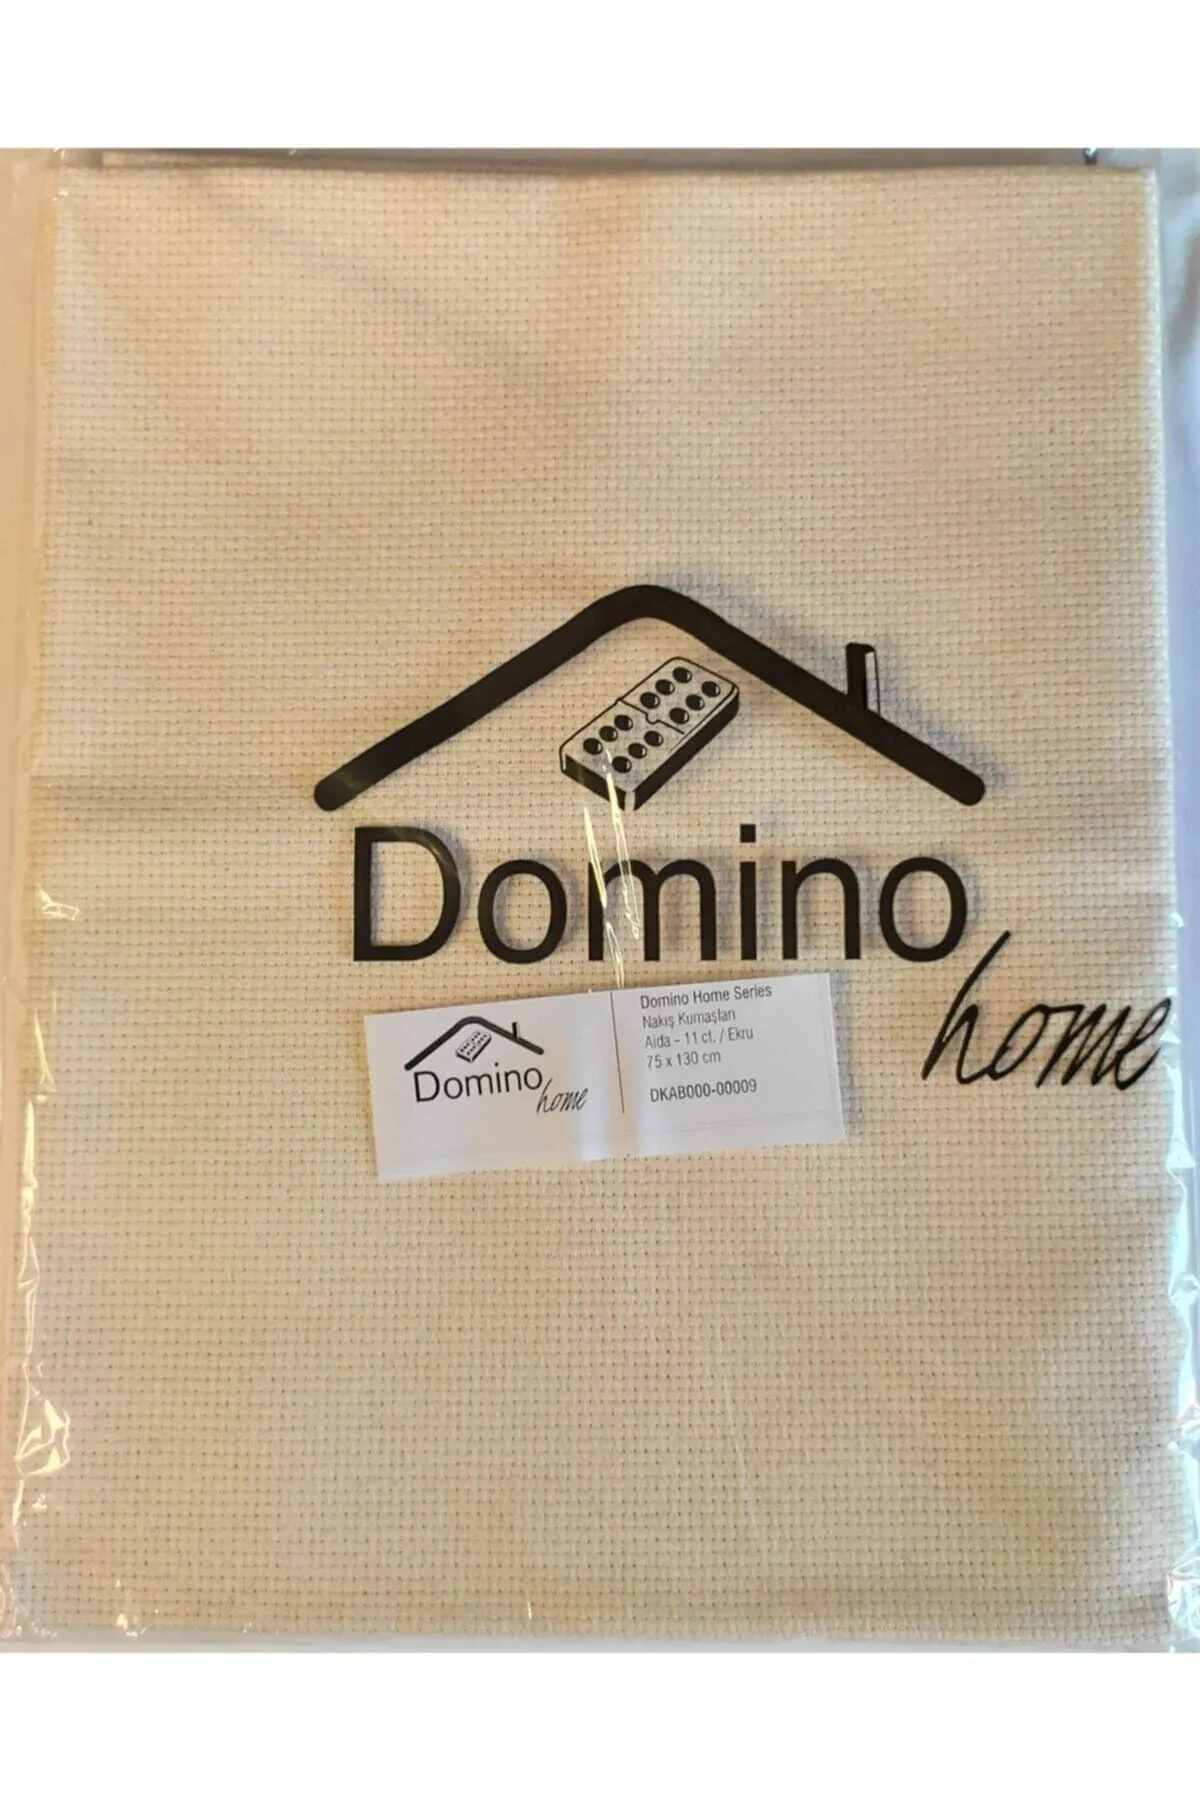 Domino
home
Domino
home
Domino Home Series
Nakış Kumaşları
Aida - 11 ct. / Ekru
75 x 130 cm
DKAB000-00009